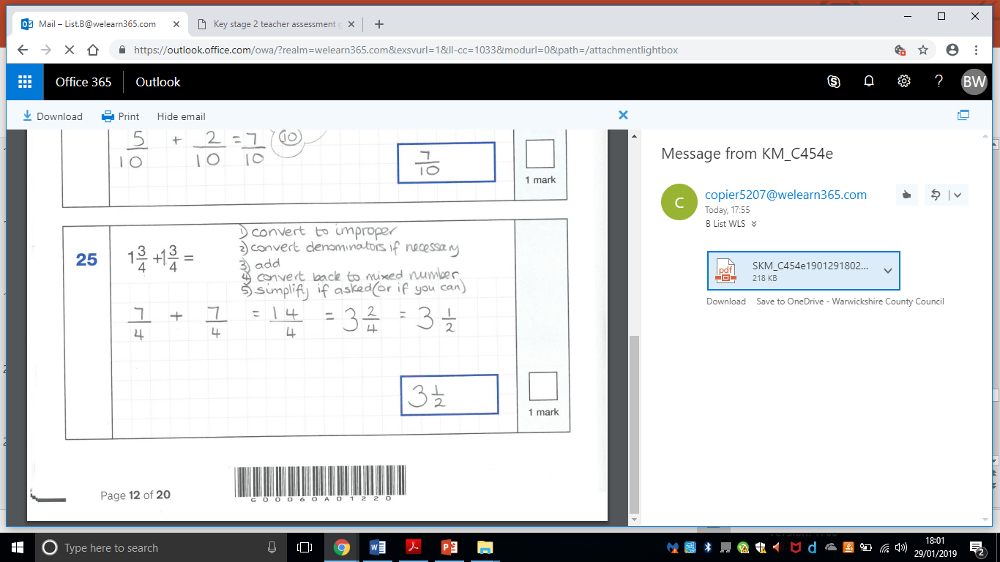 Mail – List.B@welearn365.com
Key stage 2 teacher assessment
https://outlook.office.com/owa/?realm=welearn365.com&exsvurl=1&ll-cc=1033&modurl=0&path=/attachmentlightbox
Office 365
Outlook
BW
Download
Print
Hide email
5/10 + 2/10 = 7/10
10
7/10
1 mark
25
1 3/4 + 1 3/4 =
1) convert to improper
2) convert denominators if necessary
3) add
4) convert back to mixed number
5) simplify if asked (or if you can)
7/4 + 7/4 = 14/4 = 3 2/4 = 3 1/2
3 1/2
1 mark
G00060A01220
Page 12 of 20
Message from KM_C454e
C
copier5207@welearn365.com
Today, 17:55
B List WLS
pdf
SKM_C454e1901291802...
218 KB
Download
Save to OneDrive - Warwickshire County Council
Type here to search
18:01
29/01/2019
2